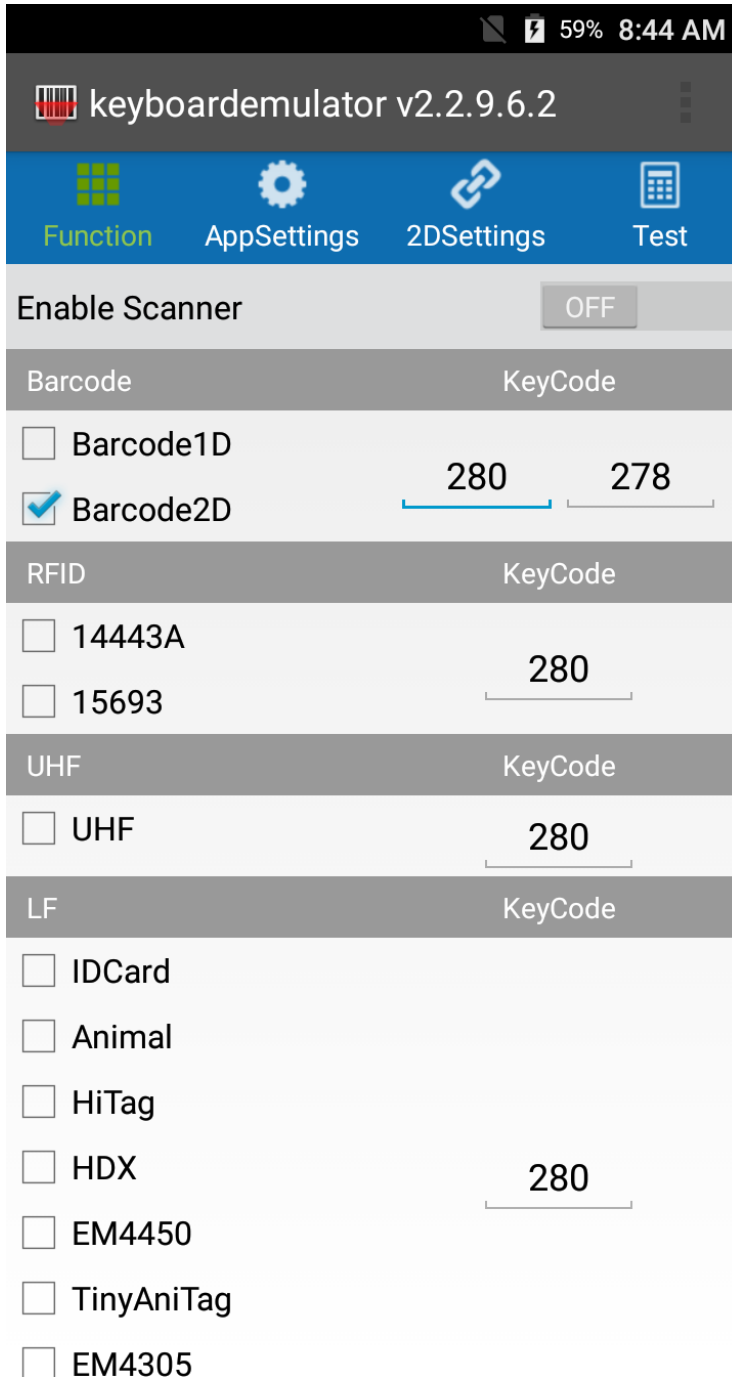 59% 8:44 AM
keyboardemulator v2.2.9.6.2
Function AppSettings 2DSettings Test
Enable Scanner OFF
Barcode KeyCode
Barcode1D
280 278
Barcode2D
RFID KeyCode
14443A
280
15693
UHF KeyCode
UHF 280
LF KeyCode
IDCard
Animal
HiTag
HDX 280
EM4450
TinyAniTag
EM4305